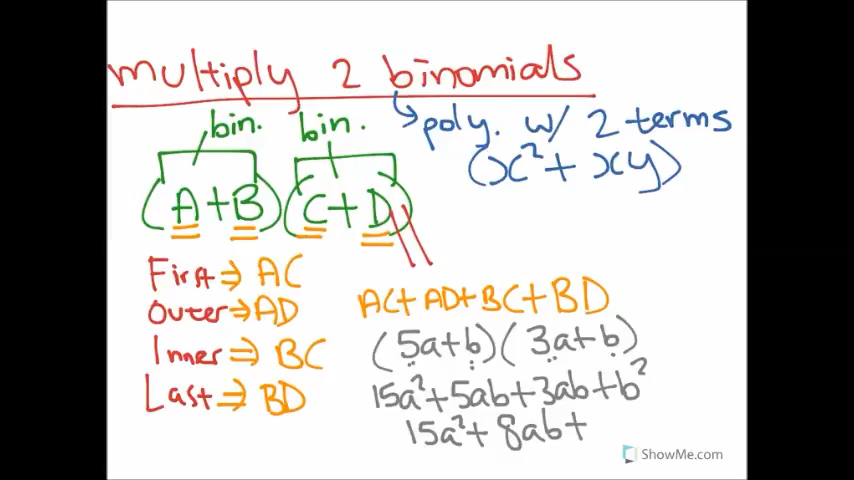 multiply 2 binomials
bin. bin.
poly. w/ 2 terms
(x² + xy)
(A+B)(C+D)
First ⇒ AC
Outer ⇒ AD
Inner ⇒ BC
Last ⇒ BD
AC+ AD+BC+BD
(5a+b)(3a+b)
15a²+5ab+3ab+b²
15a²+ 8ab+
ShowMe.com